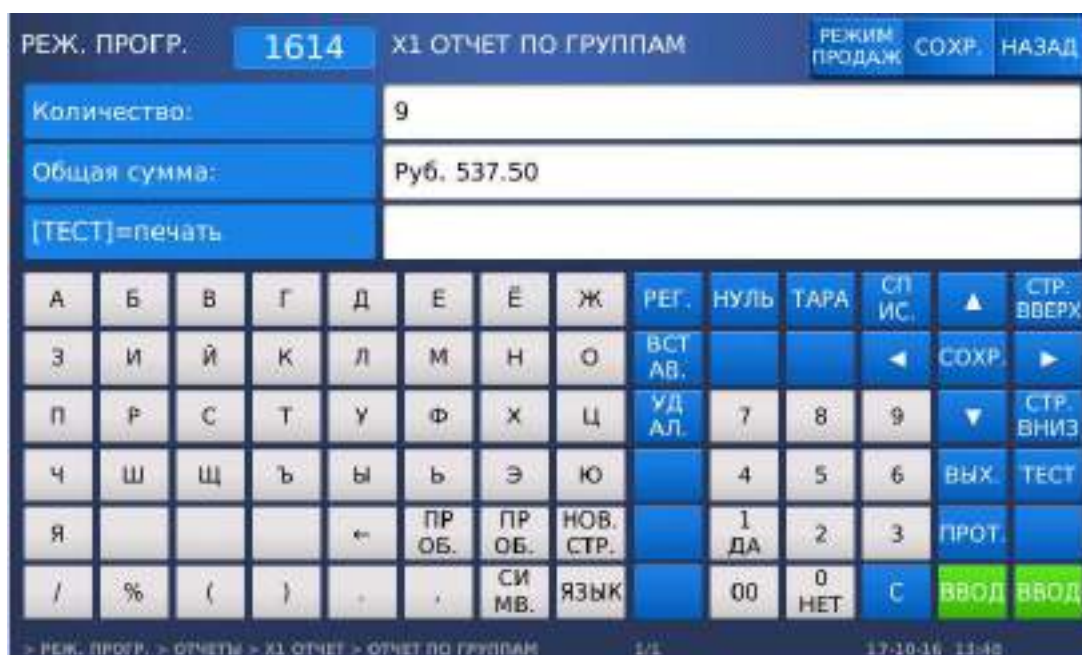 РЕЖ. ПРОГР. 1614 X1 ОТЧЕТ ПО ГРУППАМ РЕЖИМ ПРОДАЖ СОХР. НАЗАД
Количество: 9
Общая сумма: Руб. 537.50
[ТЕСТ]=печать
А Б В Г Д Е Ё Ж РЕГ. НУЛЬ ТАРА СП ИС. ▲ СТР. ВВЕРХ
З И Й К Л М Н О ВСТ АВ. ◀ СОХР. ▶
П Р С Т У Ф Х Ц УД АЛ. 7 8 9 ▼ СТР. ВНИЗ
Ч Ш Щ Ъ Ы Ь Э Ю 4 5 6 ВЫХ. ТЕСТ
Я ← ПР ОБ. ПР ОБ. НОВ. СТР. 1 ДА 2 3 ПРОТ.
/ % ( ) . , СИ МВ. ЯЗЫК 00 0 НЕТ С ВВОД ВВОД
> РЕЖ. ПРОГР. > ОТЧЕТЫ > X1 ОТЧЕТ > ОТЧЕТ ПО ГРУППАМ 1/1 17-10-16 13:40